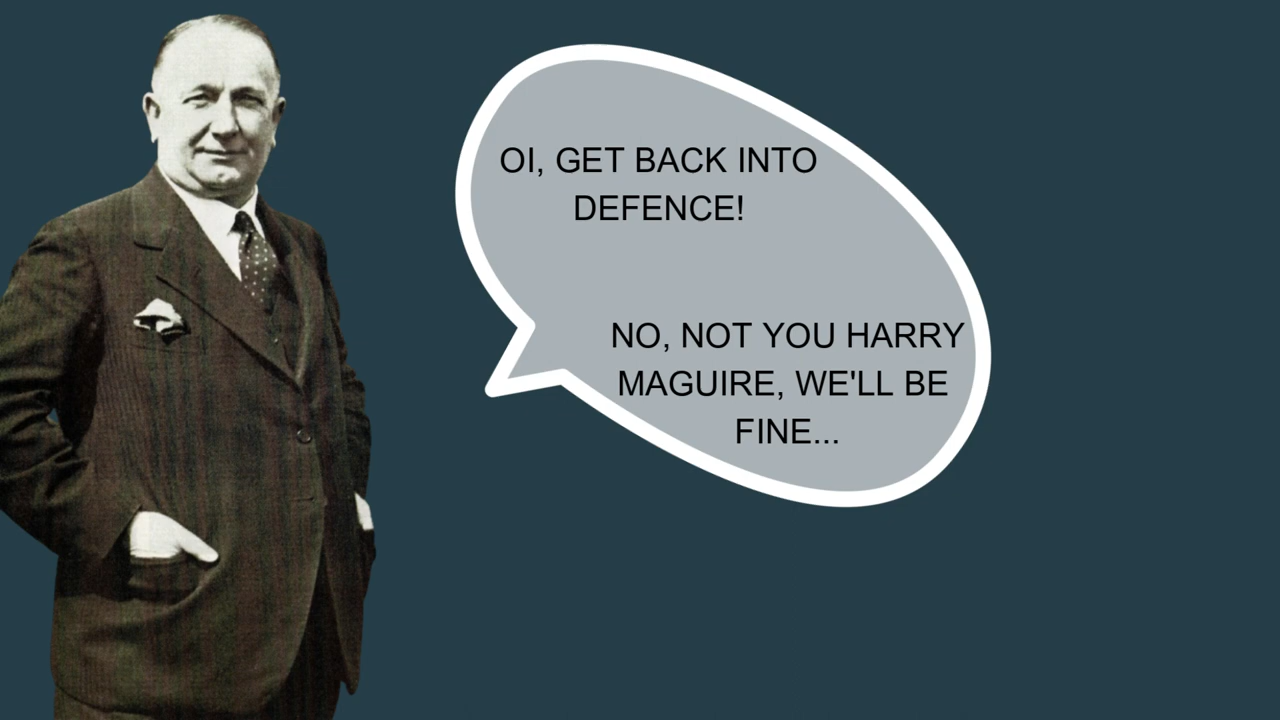 OI, GET BACK INTO
DEFENCE!
NO, NOT YOU HARRY
MAGUIRE, WE'LL BE
FINE...